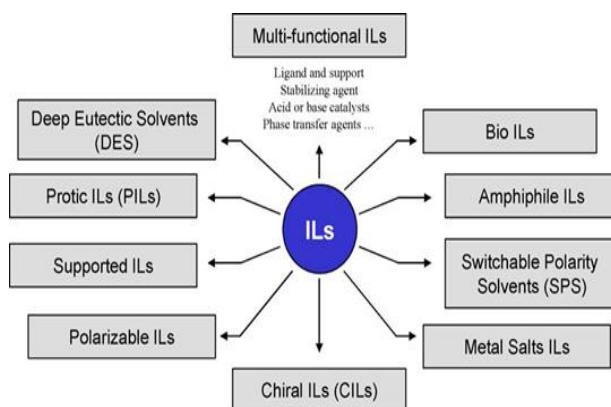 Multi-functional ILs
Ligand and support
Stabilizing agent
Acid or base catalysts
Phase transfer agents ...
Deep Eutectic Solvents
(DES)
Bio ILs
Protic ILs (PILs)
Amphiphile ILs
ILs
Supported ILs
Switchable Polarity
Solvents (SPS)
Polarizable ILs
Metal Salts ILs
Chiral ILs (CILs)